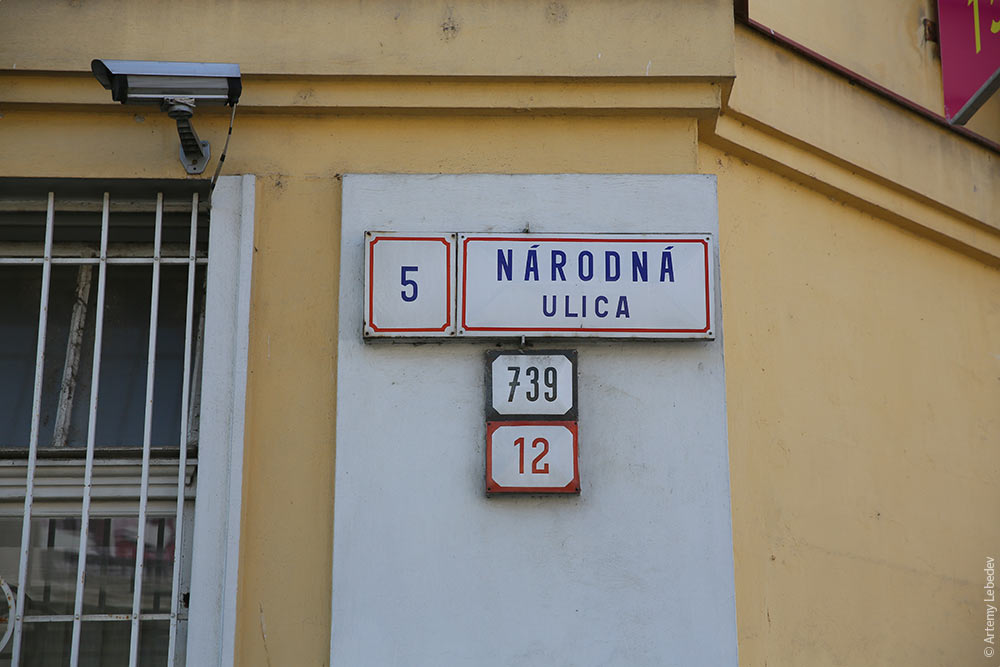 5
NÁRODNÁ
ULICA
739
12
© Artemy Lebedev